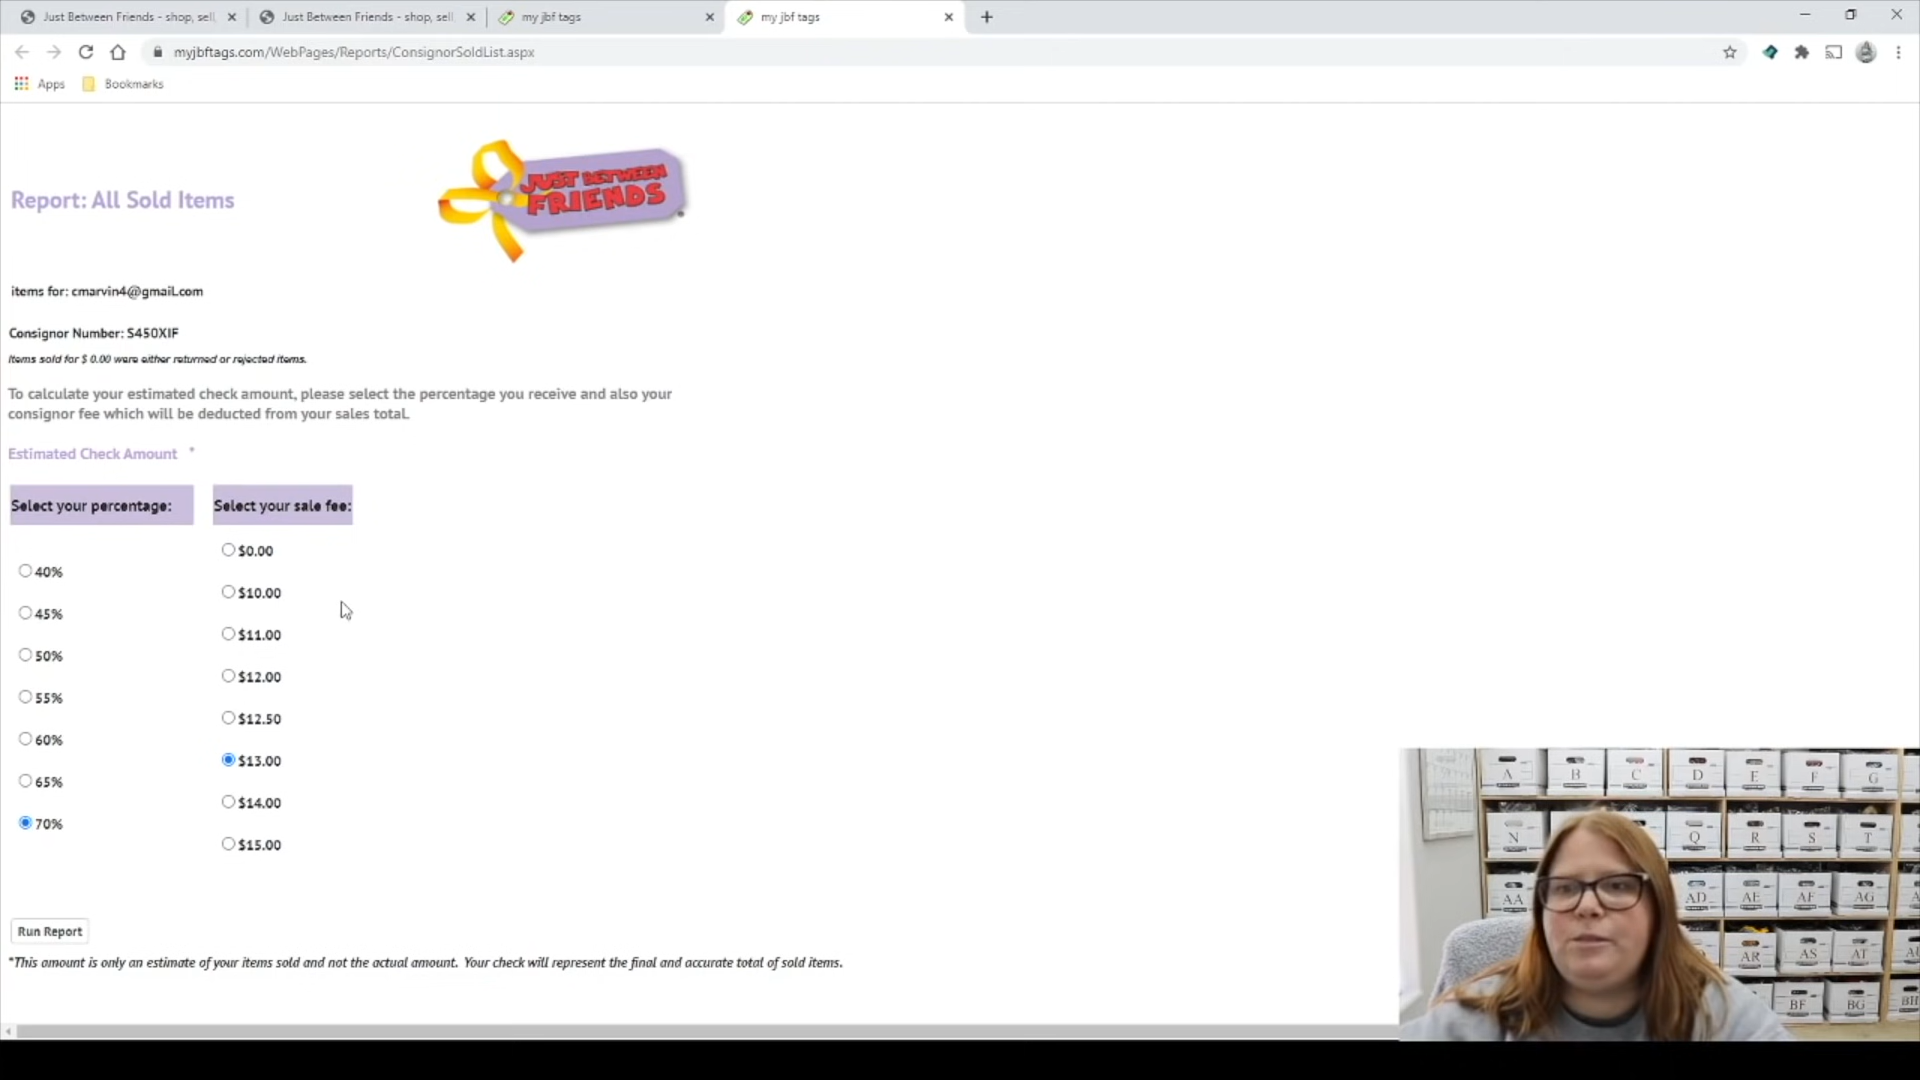 Just Between Friends - shop, sell,
Just Between Friends - shop, sell,
my jbf tags
my jbf tags
myjbftags.com/WebPages/Reports/ConsignorSoldList.aspx
Apps
Bookmarks
Report: All Sold Items
JUST BETWEEN
FRIENDS
items for: cmarvin4@gmail.com
Consignor Number: S450XIF
Items sold for $ 0.00 were either returned or rejected items.
To calculate your estimated check amount, please select the percentage you receive and also your
consignor fee which will be deducted from your sales total.
Estimated Check Amount *
Select your percentage:
Select your sale fee:
40%
45%
50%
55%
60%
65%
70%
$0.00
$10.00
$11.00
$12.00
$12.50
$13.00
$14.00
$15.00
Run Report
*This amount is only an estimate of your items sold and not the actual amount. Your check will represent the final and accurate total of sold items.
A B C D E F G
N Q R S T
AA AD AE AF AG
AR AS AT
BF BG BH